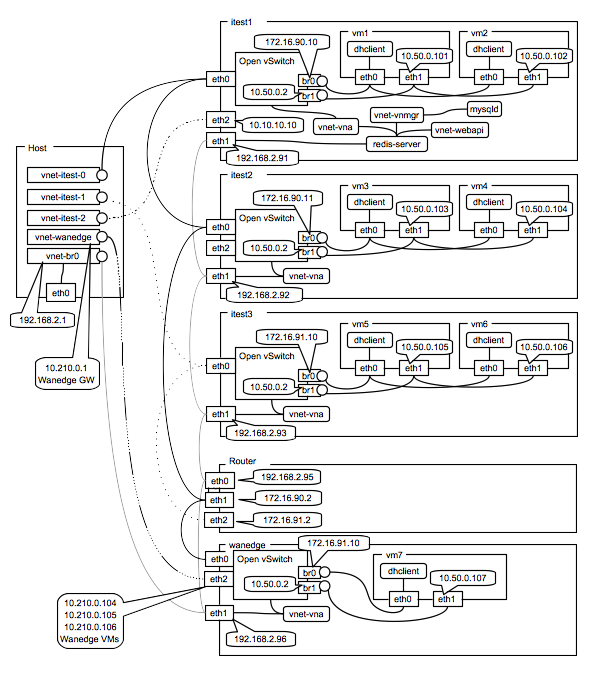 itest1
172.16.90.10
vm1
vm2
dhclient
10.50.0.101
dhclient
10.50.0.102
Open vSwitch
eth0
br0
eth0
eth1
eth0
eth1
10.50.0.2
br1
mysqld
vnet-vnmgr
eth2
10.10.10.10
vnet-vna
vnet-webapi
eth1
redis-server
192.168.2.91
Host
vnet-itest-0
vnet-itest-1
vnet-itest-2
vnet-wanedge
vnet-br0
eth0
192.168.2.1
10.210.0.1
Wanedge GW
itest2
172.16.90.11
vm3
vm4
dhclient
10.50.0.103
dhclient
10.50.0.104
Open vSwitch
eth0
br0
eth0
eth1
eth0
eth1
eth2
10.50.0.2
br1
eth1
vnet-vna
192.168.2.92
itest3
172.16.91.10
vm5
vm6
dhclient
10.50.0.105
dhclient
10.50.0.106
Open vSwitch
eth0
br0
eth0
eth1
eth0
eth1
10.50.0.2
br1
eth1
vnet-vna
192.168.2.93
Router
eth0
192.168.2.95
eth1
172.16.90.2
eth2
172.16.91.2
wanedge
172.16.91.10
vm7
eth0
Open vSwitch
dhclient
br0
10.50.0.107
eth2
10.50.0.2
br1
eth0
eth1
eth1
vnet-vna
192.168.2.96
10.210.0.104
10.210.0.105
10.210.0.106
Wanedge VMs